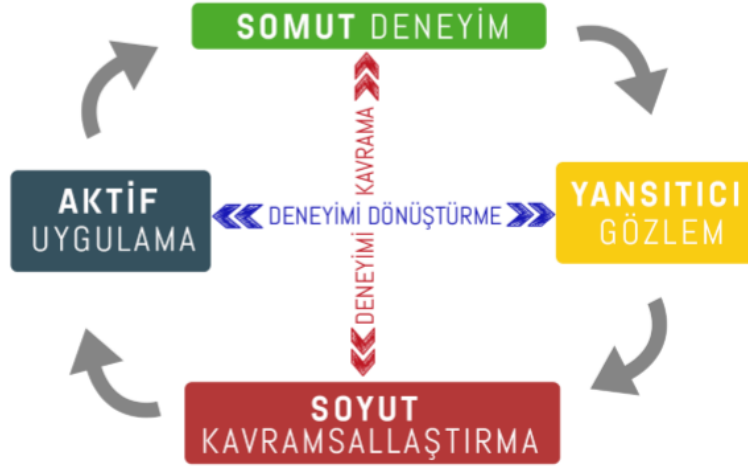 SOMUT DENEYİM
DENEYİMİ KAVRAMA
AKTİF
UYGULAMA
DENEYİMİ DÖNÜŞTÜRME
YANSITICI
GÖZLEM
SOYUT
KAVRAMSALLAŞTIRMA